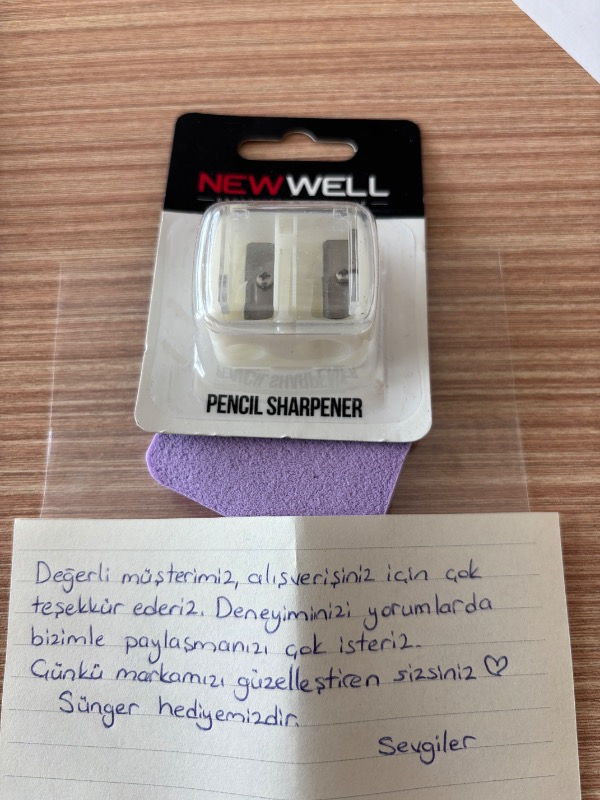 NEWWELL
PENCIL SHARPENER
Değerli müşterimiz, alışverişiniz için çok
teşekkür ederiz. Deneyiminizi yorumlarda
bizimle paylaşmanızı çok isteriz.
Çünkü markamızı güzelleştiren sizsiniz ♡
Sünger hediyemizdir.
Sevgiler